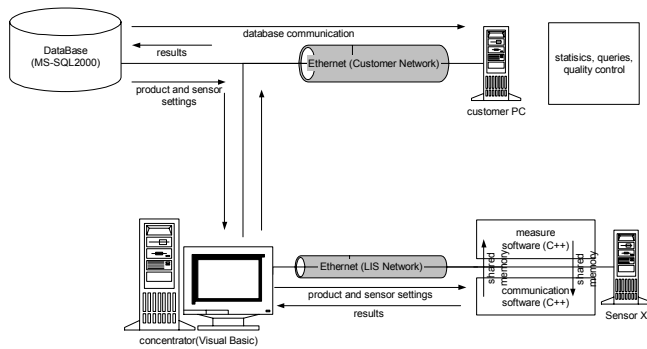 database communication
DataBase
(MS-SQL2000)
results
Ethernet (Customer Network)
statisics, queries,
quality control
product and sensor
settings
customer PC
measure
software (C++)
shared
memory
shared
memory
Ethernet (LIS Network)
product and sensor settings
communication
software (C++)
results
Sensor X
concentrator(Visual Basic)